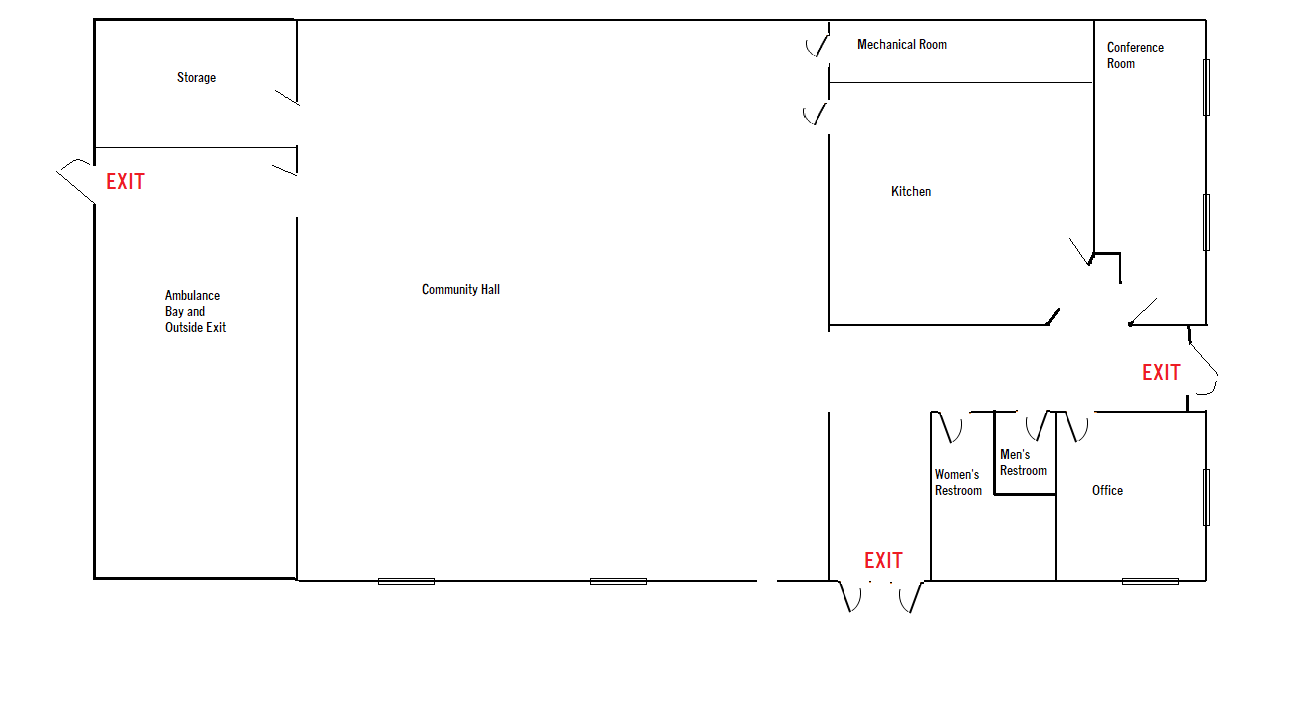 Storage
EXIT
Ambulance
Bay and
Outside Exit
Community Hall
Mechanical Room
Conference
Room
Kitchen
EXIT
Women's
Restroom
Men's
Restroom
Office
EXIT